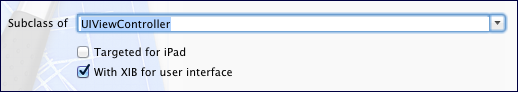 Subclass of UIViewController
Targeted for iPad
With XIB for user interface